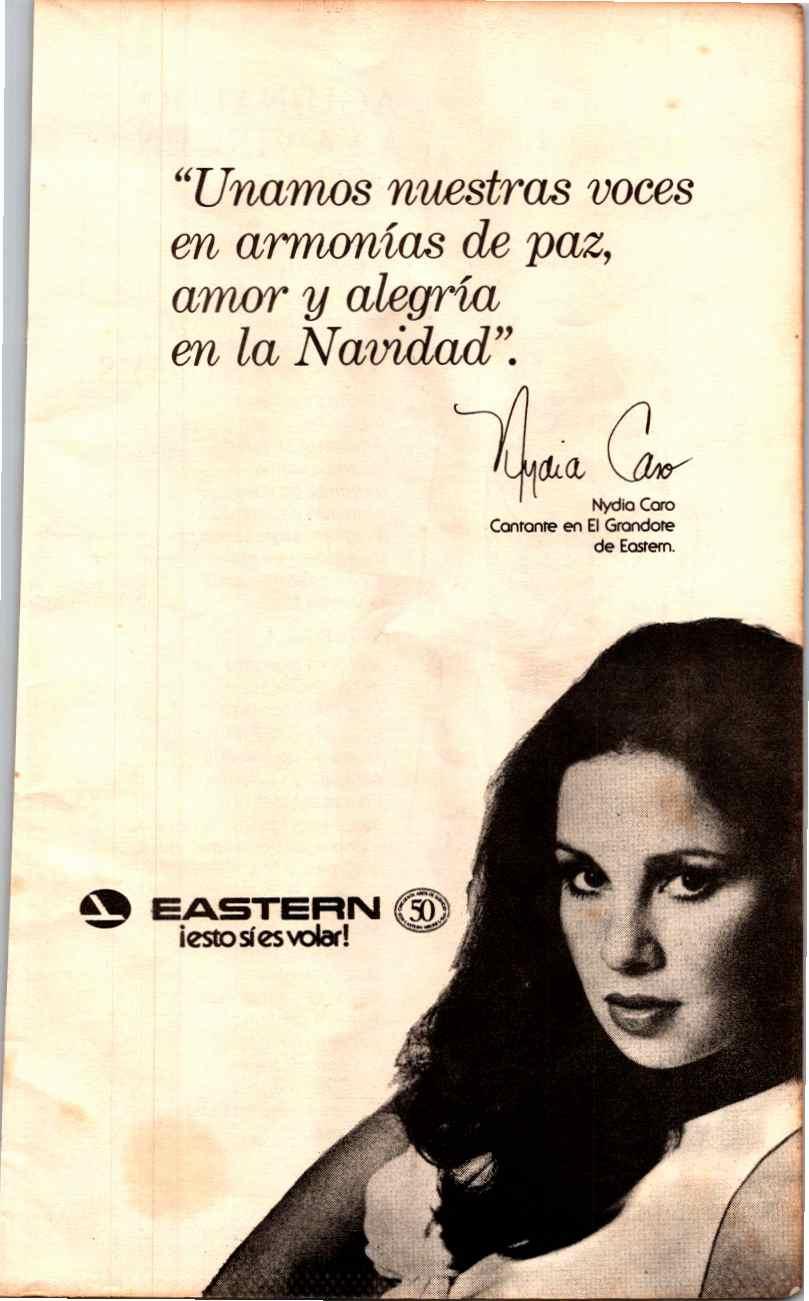 “Unamos nuestras voces
en armonías de paz,
amor y alegría
en la Navidad”.
Nydia Caro
Nydia Caro
Cantante en El Grandote
de Eastern.
EASTERN
50
¡esto sí es volar!